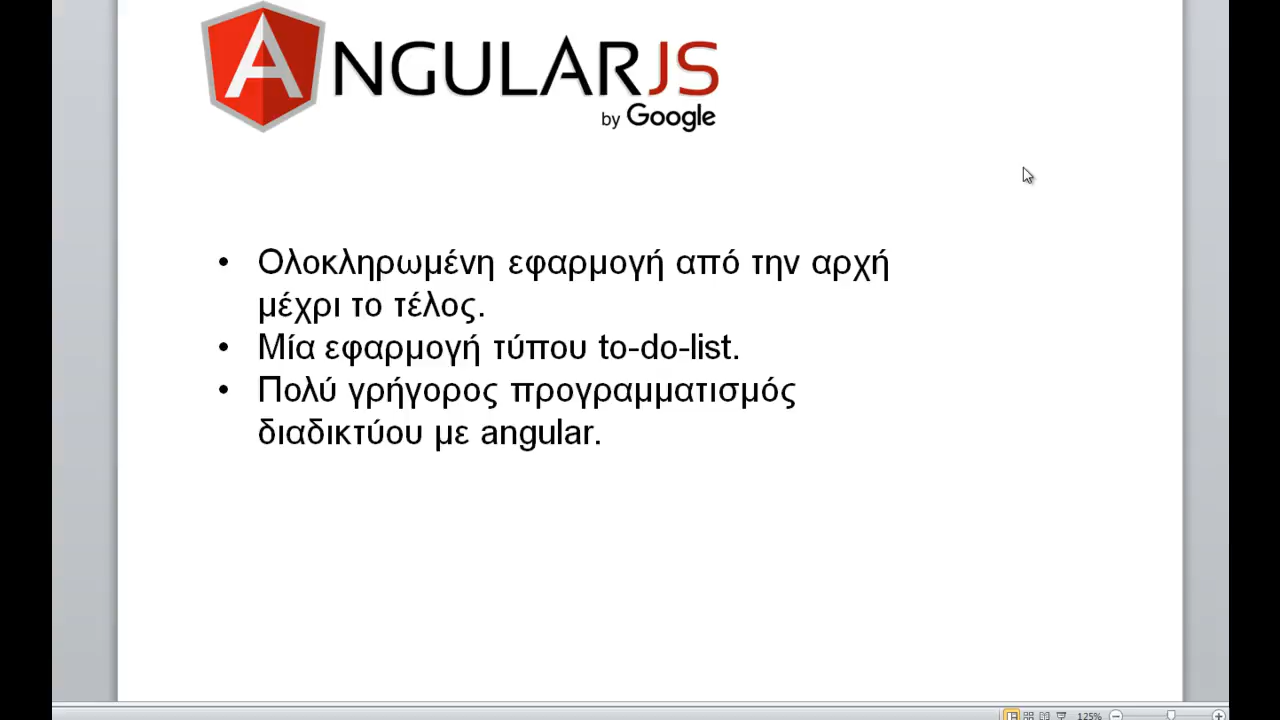 ANGULARJS
by Google
• Ολοκληρωμένη εφαρμογή από την αρχή
μέχρι το τέλος.
• Μία εφαρμογή τύπου to-do-list.
• Πολύ γρήγορος προγραμματισμός
διαδικτύου με angular.
125%